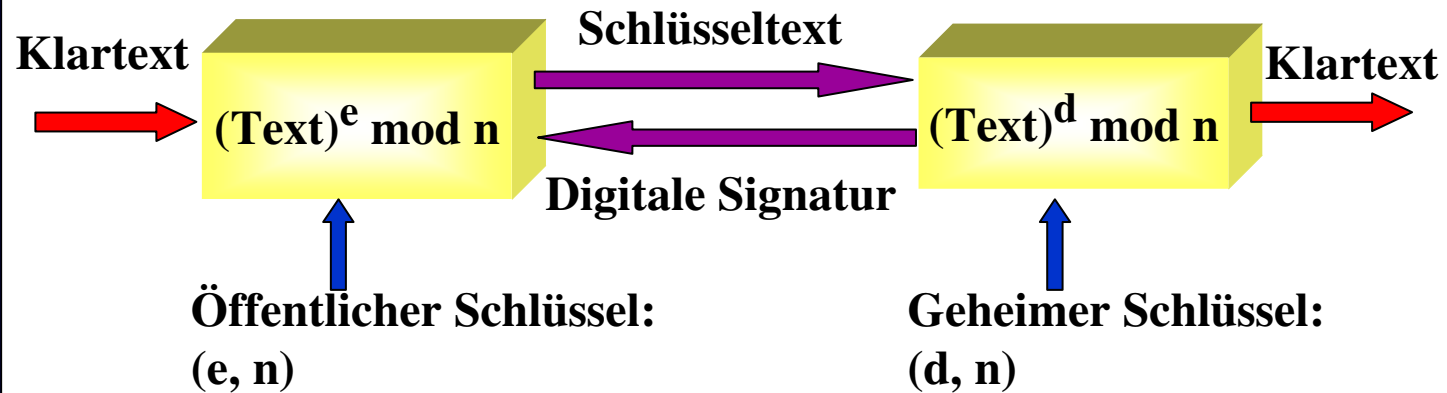 Klartext
(Text)^e mod n
Schlüsseltext
Digitale Signatur
(Text)^d mod n
Klartext
Öffentlicher Schlüssel:
(e, n)
Geheimer Schlüssel:
(d, n)